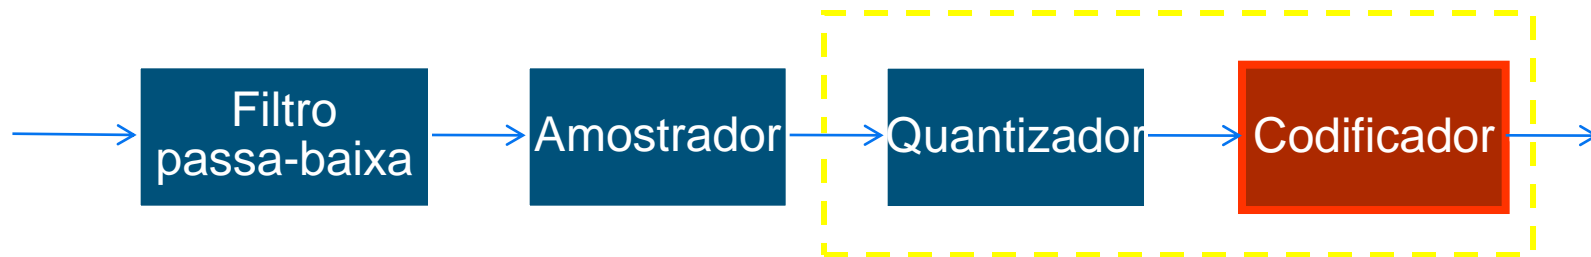 Filtro
passa-baixa
Amostrador
Quantizador
Codificador